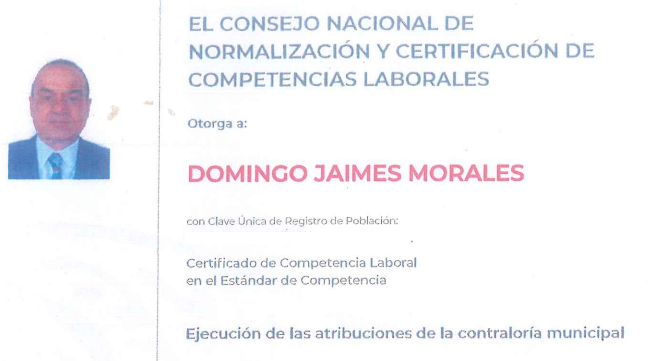 EL CONSEJO NACIONAL DE
NORMALIZACIÓN Y CERTIFICACIÓN DE
COMPETENCIAS LABORALES
Otorga a:
DOMINGO JAIMES MORALES
con Clave Única de Registro de Población:
Certificado de Competencia Laboral
en el Estándar de Competencia
Ejecución de las atribuciones de la contraloría municipal